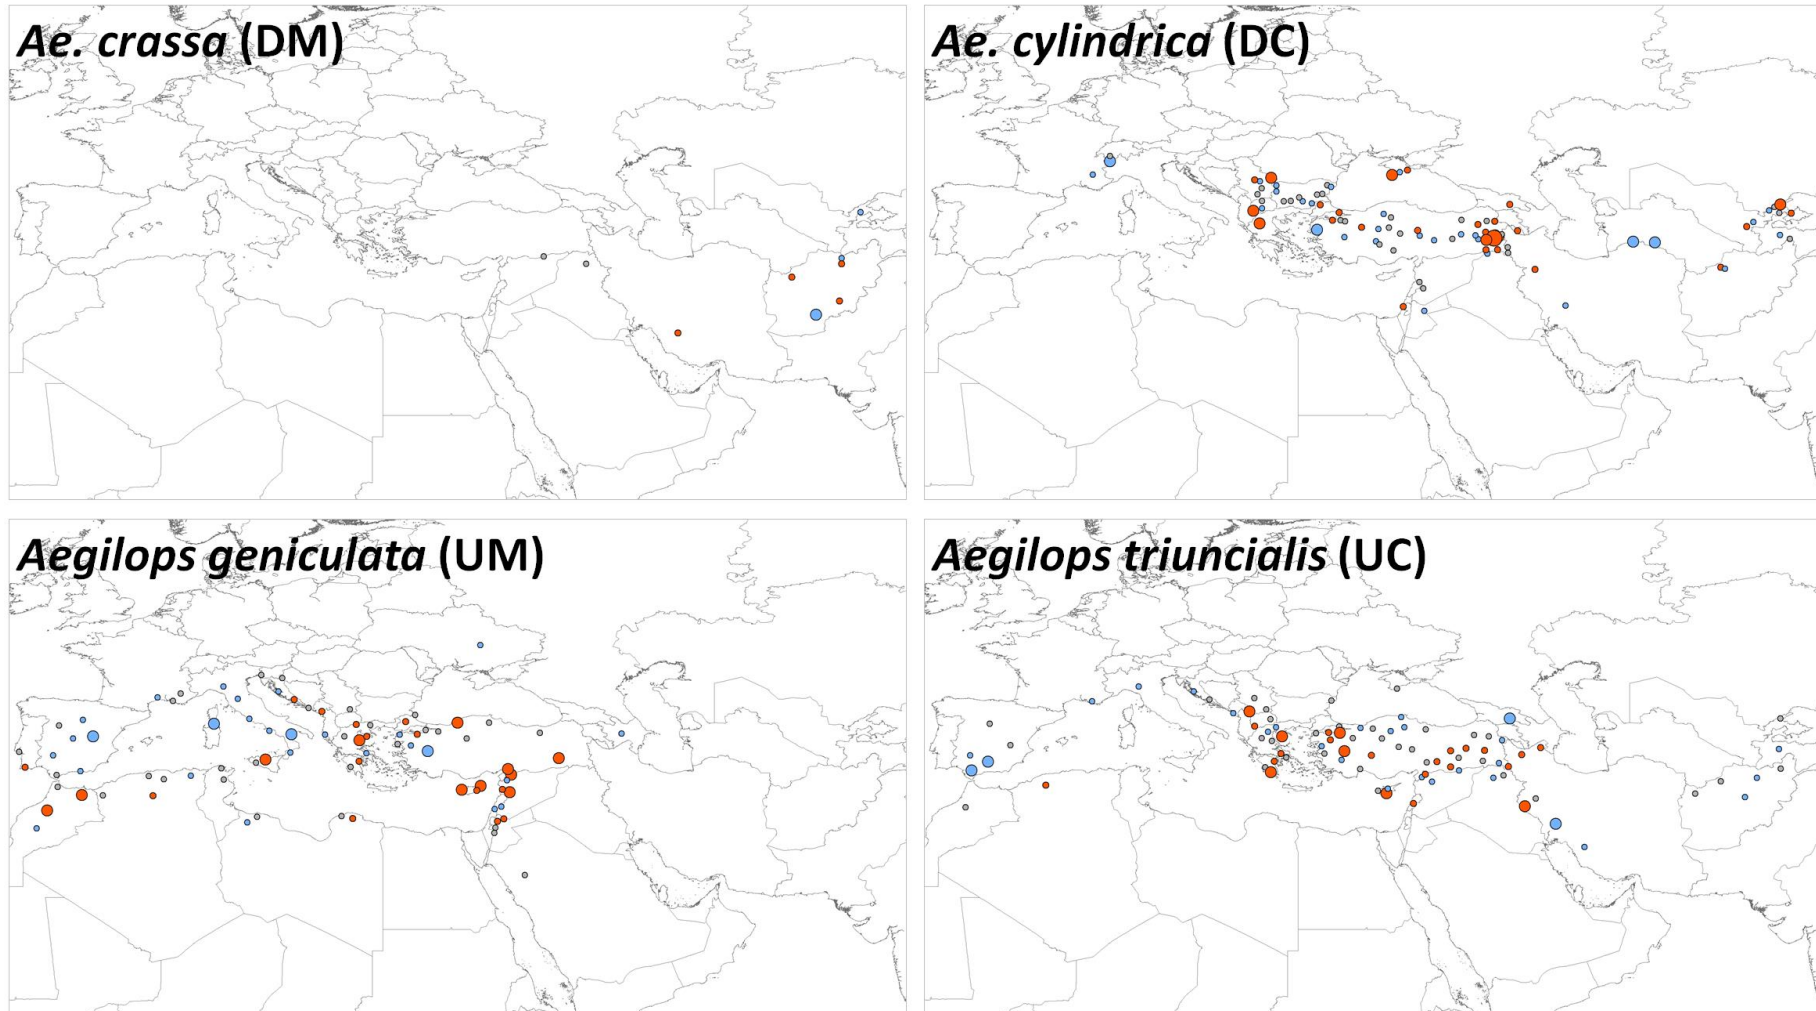 Ae. crassa (DM)
Ae. cylindrica (DC)
Aegilops geniculata (UM)
Aegilops triuncialis (UC)